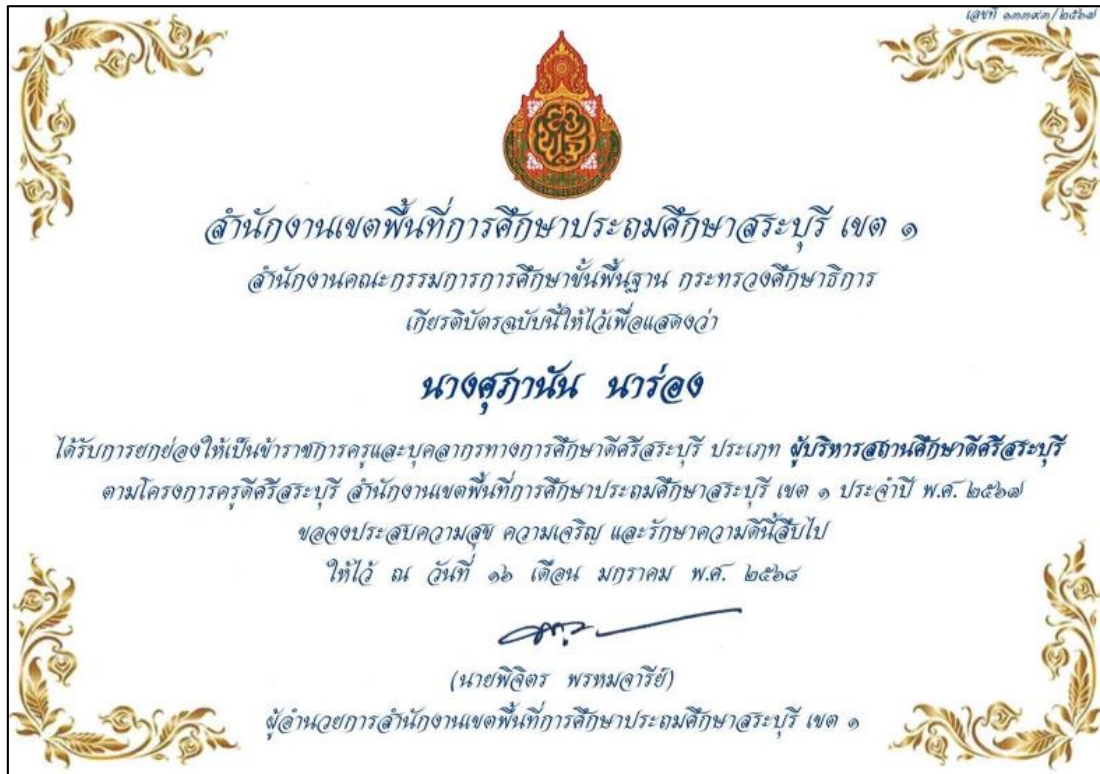 เลขที่ ๑๓๓๙๓/๒๕๖๗
สำนักงานเขตพื้นที่การศึกษาประถมศึกษาสระบุรี เขต ๑
สำนักงานคณะกรรมการการศึกษาขั้นพื้นฐาน กระทรวงศึกษาธิการ
เกียรติบัตรฉบับนี้ให้ไว้เพื่อแสดงว่า
นางศุภานัน นาร่อง
ได้รับการยกย่องให้เป็นข้าราชการครูและบุคลากรทางการศึกษาดีศรีสระบุรี ประเภท ผู้บริหารสถานศึกษาดีศรีสระบุรี
ตามโครงการครูดีศรีสระบุรี สำนักงานเขตพื้นที่การศึกษาประถมศึกษาสระบุรี เขต ๑ ประจำปี พ.ศ. ๒๕๖๗
ขอจงประสบความสุข ความเจริญ และรักษาความดีนี้สืบไป
ให้ไว้ ณ วันที่ ๑๖ เดือน มกราคม พ.ศ. ๒๕๖๘
(นายพิจิตร พรหมจารีย์)
ผู้อำนวยการสำนักงานเขตพื้นที่การศึกษาประถมศึกษาสระบุรี เขต ๑